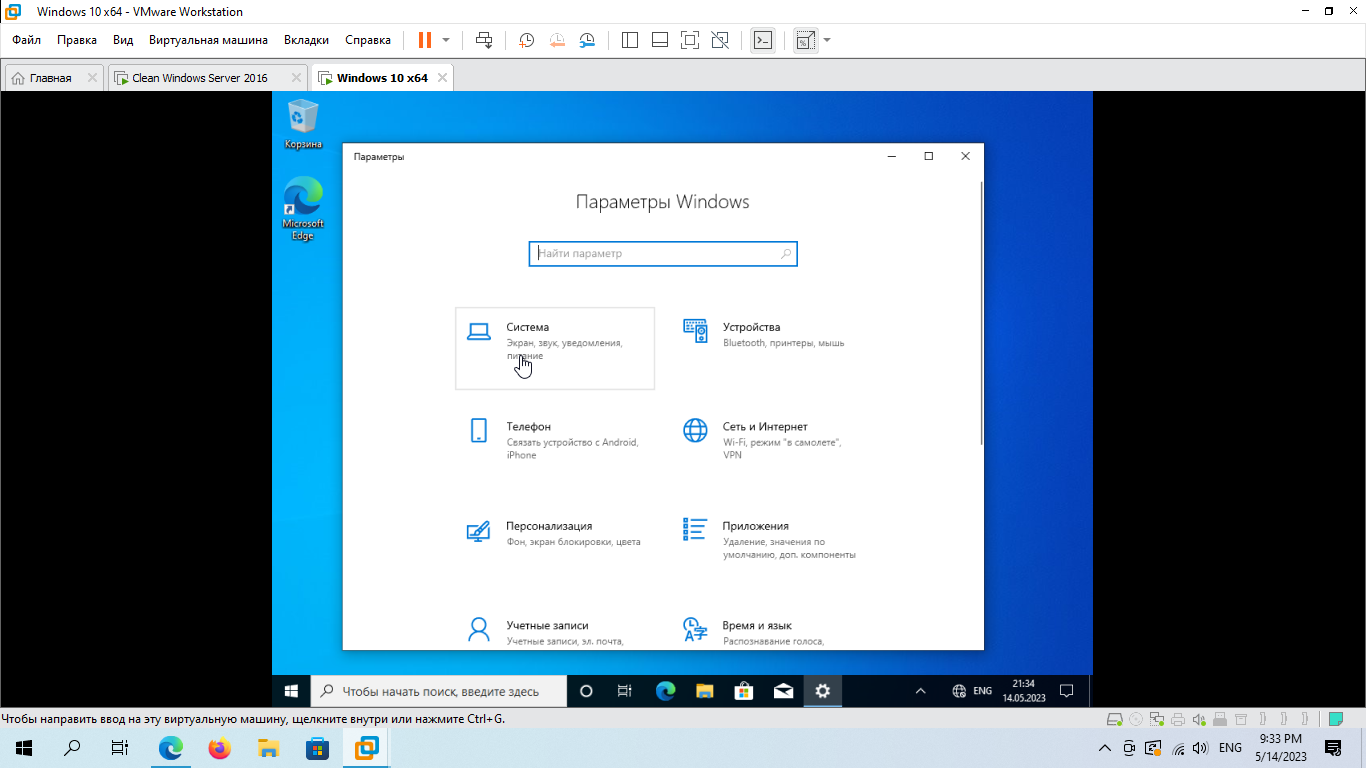 Windows 10 x64 - VMware Workstation
Файл Правка Вид Виртуальная машина Вкладки Справка
Главная Clean Windows Server 2016 Windows 10 x64
Корзина
Microsoft
Edge
Параметры
Параметры Windows
Найти параметр
Система
Экран, звук, уведомления,
питание
Устройства
Bluetooth, принтеры, мышь
Телефон
Связать устройство с Android,
iPhone
Сеть и Интернет
Wi-Fi, режим "в самолете",
VPN
Персонализация
Фон, экран блокировки, цвета
Приложения
Удаление, значения по
умолчанию, доп. компоненты
Учетные записи
Учетные записи, эл. почта,
Время и язык
Распознавание голоса,
Чтобы начать поиск, введите здесь
ENG
21:34
14.05.2023
Чтобы направить ввод на эту виртуальную машину, щелкните внутри или нажмите Ctrl+G.
ENG
9:33 PM
5/14/2023